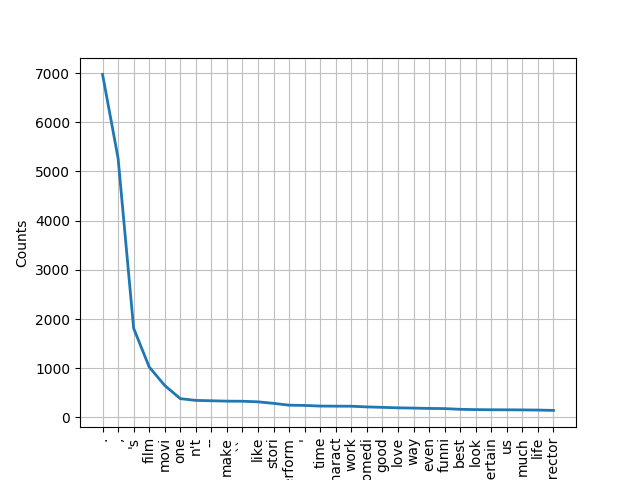 7000
6000
5000
4000
3000
2000
1000
0
Counts
.
,
's
film
movi
one
n't
--
make
``
like
stori
erform
'
time
haract
work
omedi
good
love
way
even
funni
best
look
ertain
us
much
life
rector